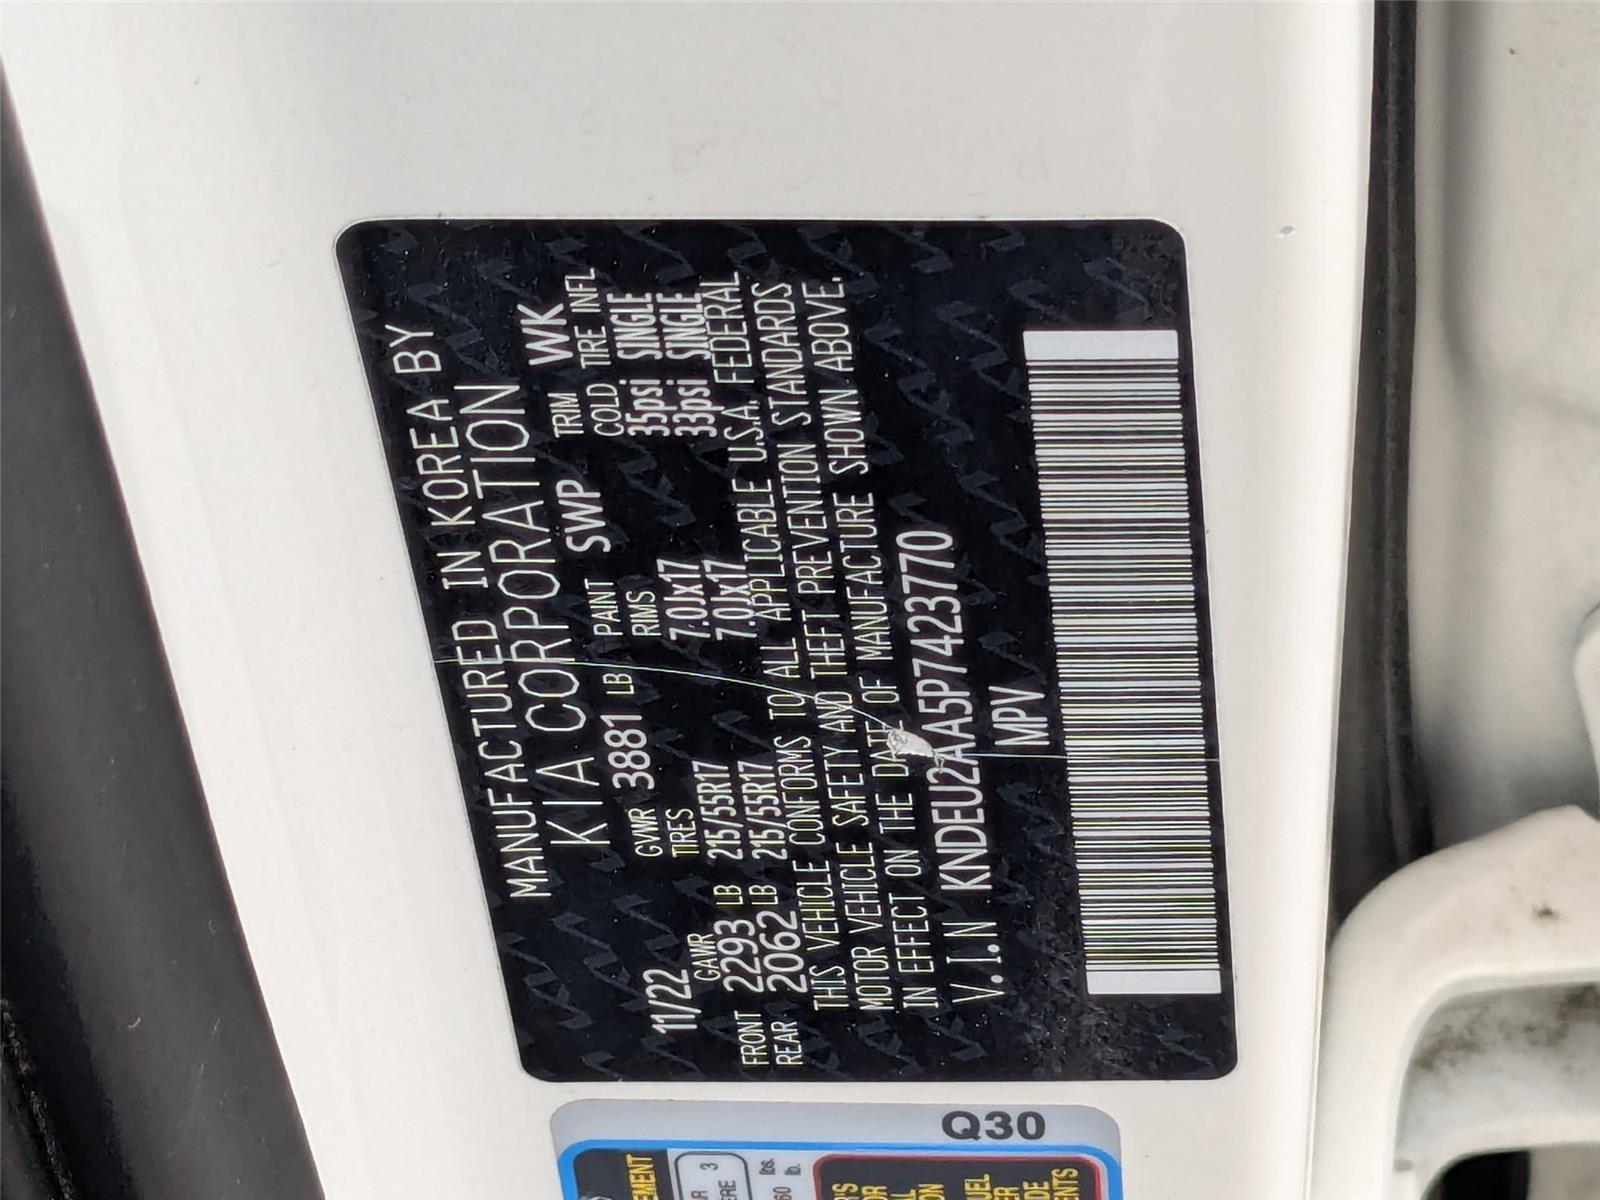 MANUFACTURED IN KOREA BY
KIA CORPORATION
11/22 GVWR 3881 LB PAINT SWP TRIM WK
GAWR TIRES RIMS COLD TIRE INFL
FRONT 2293 LB 215/55R17 7.0Jx17 35psi SINGLE
REAR 2062 LB 215/55R17 7.0Jx17 33psi SINGLE
THIS VEHICLE CONFORMS TO ALL APPLICABLE U.S.A. FEDERAL
MOTOR VEHICLE SAFETY AND THEFT PREVENTION STANDARDS
IN EFFECT ON THE DATE OF MANUFACTURE SHOWN ABOVE.
V.I.N KNDEU2AA5P7423770
MPV
Q30